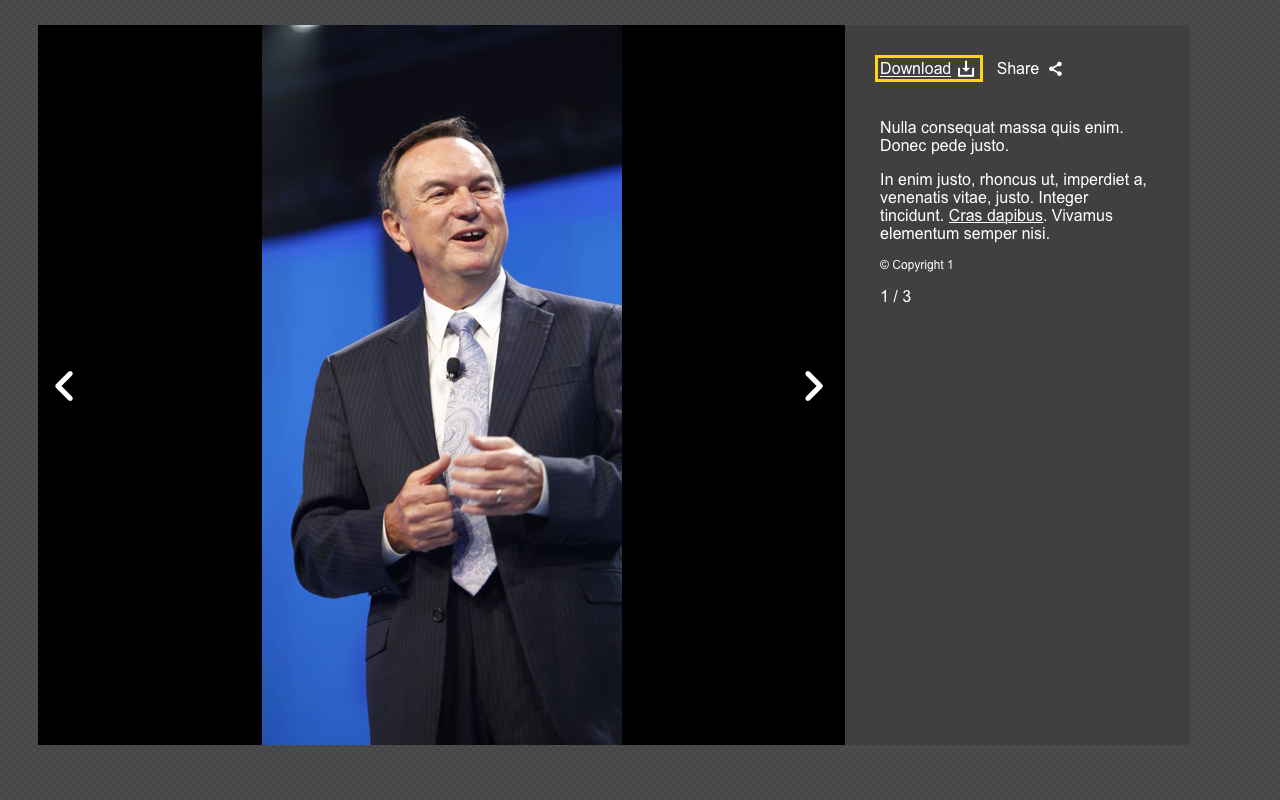 Download Share
Nulla consequat massa quis enim.
Donec pede justo.
In enim justo, rhoncus ut, imperdiet a,
venenatis vitae, justo. Integer
tincidunt. Cras dapibus. Vivamus
elementum semper nisi.
© Copyright 1
1 / 3